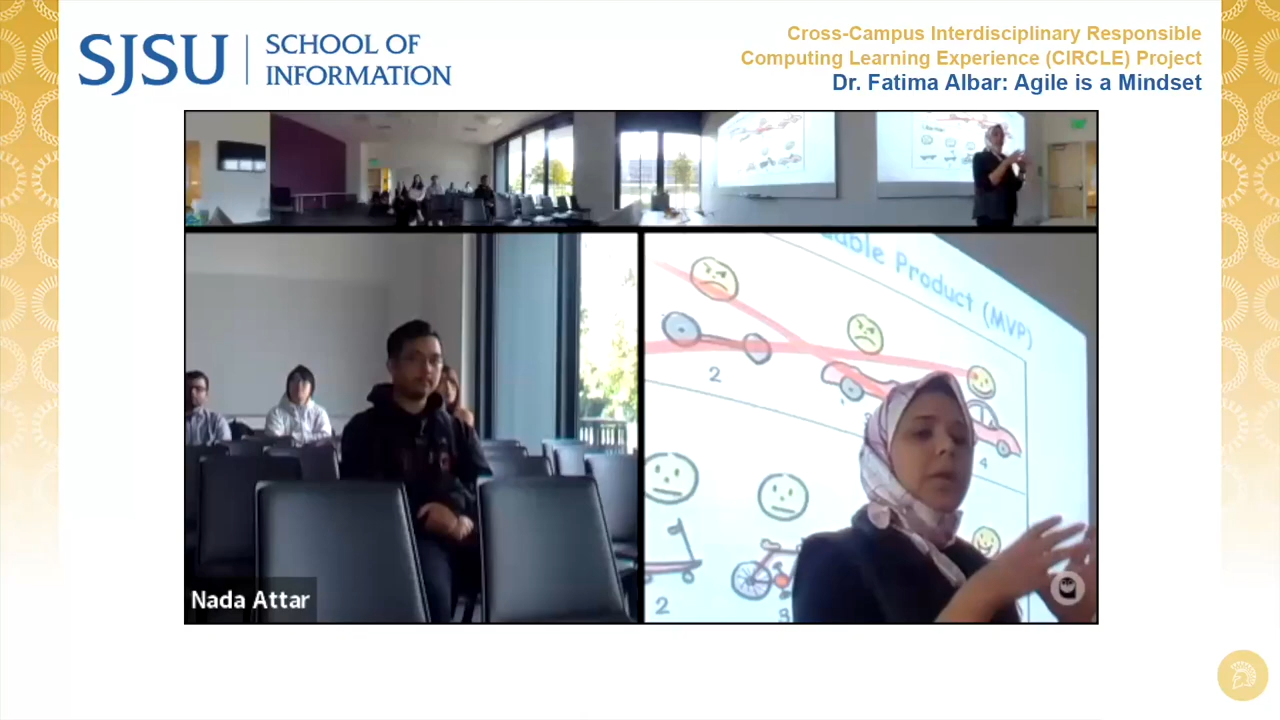 SJSU
SCHOOL OF
INFORMATION
Cross-Campus Interdisciplinary Responsible
Computing Learning Experience (CIRCLE) Project
Dr. Fatima Albar: Agile is a Mindset
Product (MVP)
2
4
2
3
Nada Attar